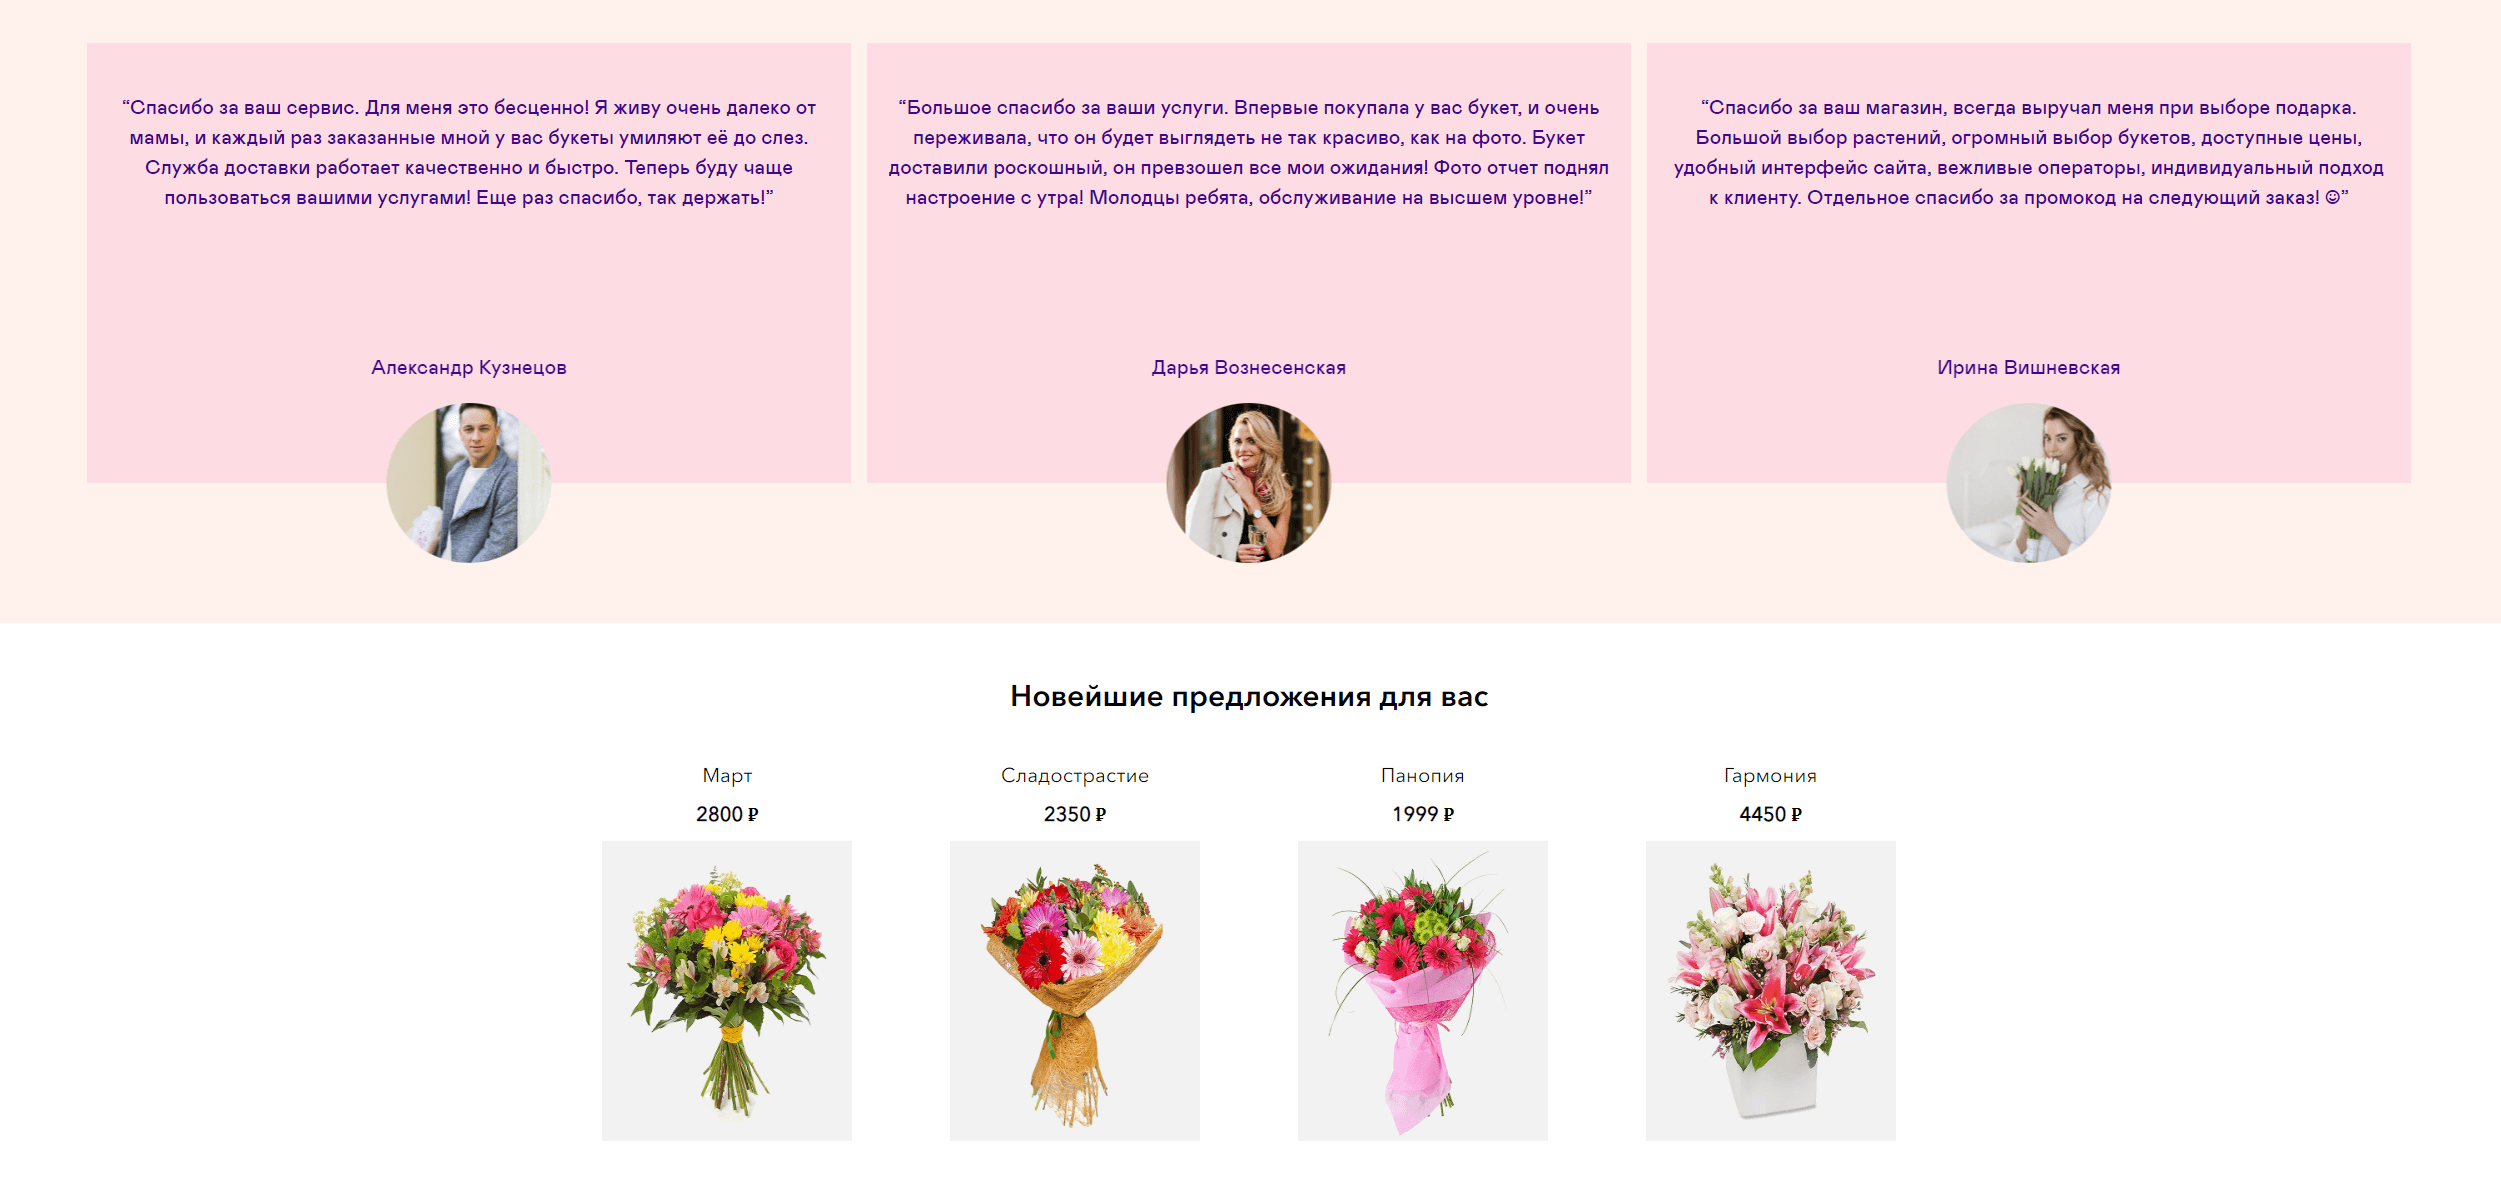 “Спасибо за ваш сервис. Для меня это бесценно! Я живу очень далеко от
мамы, и каждый раз заказанные мной у вас букеты умиляют её до слез.
Служба доставки работает качественно и быстро. Теперь буду чаще
пользоваться вашими услугами! Еще раз спасибо, так держать!”
Александр Кузнецов
“Большое спасибо за ваши услуги. Впервые покупала у вас букет, и очень
переживала, что он будет выглядеть не так красиво, как на фото. Букет
доставили роскошный, он превзошел все мои ожидания! Фото отчет поднял
настроение с утра! Молодцы ребята, обслуживание на высшем уровне!”
Дарья Вознесенская
“Спасибо за ваш магазин, всегда выручал меня при выборе подарка.
Большой выбор растений, огромный выбор букетов, доступные цены,
удобный интерфейс сайта, вежливые операторы, индивидуальный подход
к клиенту. Отдельное спасибо за промокод на следующий заказ! ☺”
Ирина Вишневская
Новейшие предложения для вас
Март
2800 ₽
Сладострастие
2350 ₽
Панопия
1999 ₽
Гармония
4450 ₽